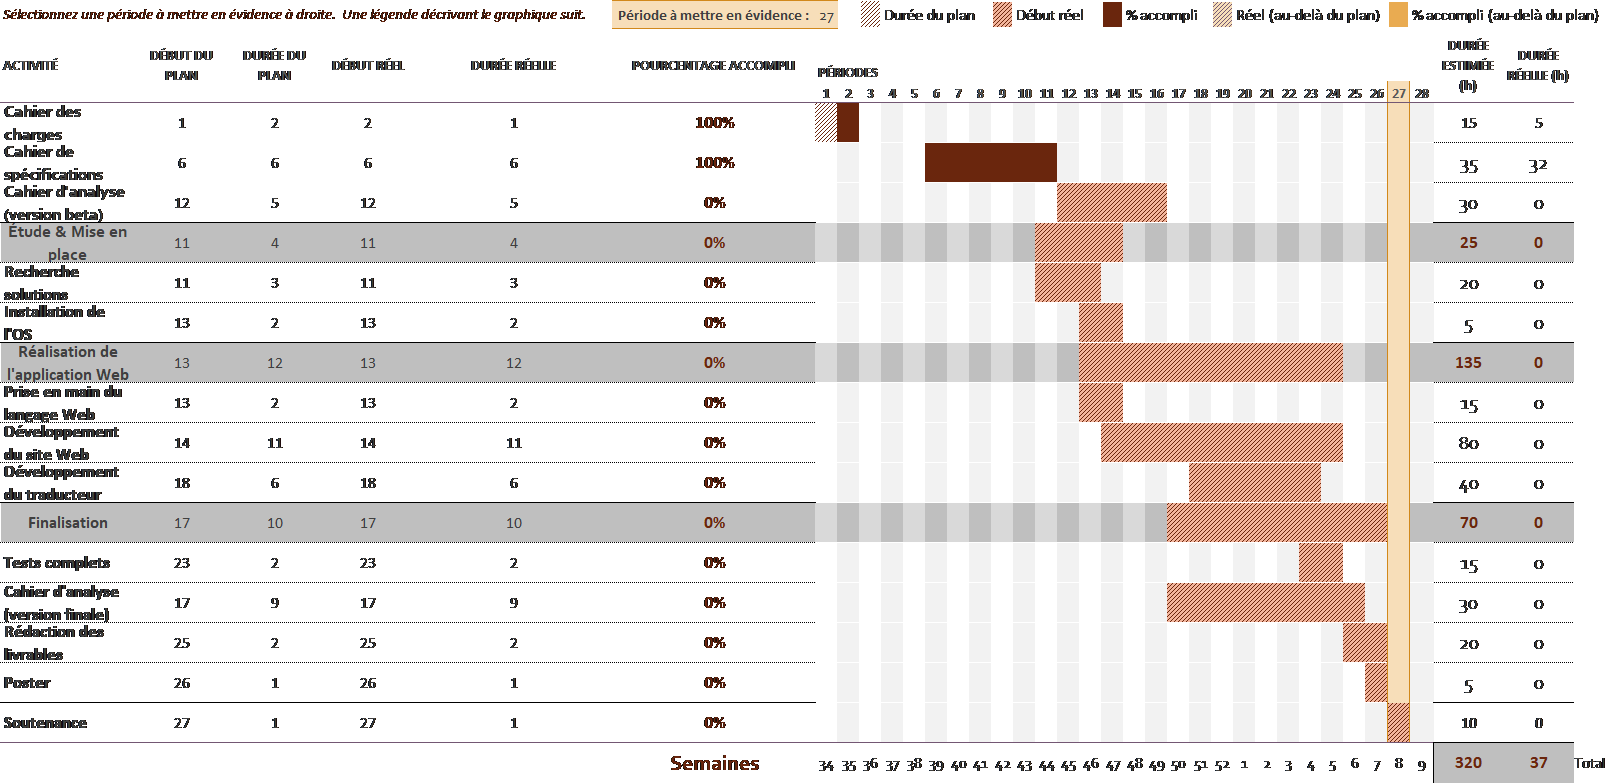 Sélectionnez une période à mettre en évidence à droite. Une légende décrivant le graphique suit.
Période à mettre en évidence : 27
Durée du plan
Début réel
% accompli
Réel (au-delà du plan)
% accompli (au-delà du plan)
ACTIVITÉ
DÉBUT DU
PLAN
DURÉE DU
PLAN
DÉBUT RÉEL
DURÉE RÉELLE
POURCENTAGE ACCOMPLI
PÉRIODES
DURÉE
ESTIMÉE
(h)
DURÉE
RÉELLE (h)
1 2 3 4 5 6 7 8 9 10 11 12 13 14 15 16 17 18 19 20 21 22 23 24 25 26 27 28
Cahier des
charges
1 2 2 1 100% 15 5
Cahier de
spécifications
6 6 6 6 100% 35 32
Cahier d'analyse
(version beta)
12 5 12 5 0% 30 0
Étude & Mise en
place
11 4 11 4 0% 25 0
Recherche
solutions
11 3 11 3 0% 20 0
Installation de
l'OS
13 2 13 2 0% 5 0
Réalisation de
l'application Web
13 12 13 12 0% 135 0
Prise en main du
langage Web
13 2 13 2 0% 15 0
Développement
du site Web
14 11 14 11 0% 80 0
Développement
du traducteur
18 6 18 6 0% 40 0
Finalisation 17 10 17 10 0% 70 0
Tests complets 23 2 23 2 0% 15 0
Cahier d'analyse
(version finale)
17 9 17 9 0% 30 0
Rédaction des
livrables
25 2 25 2 0% 20 0
Poster 26 1 26 1 0% 5 0
Soutenance 27 1 27 1 0% 10 0
Semaines 34 35 36 37 38 39 40 41 42 43 44 45 46 47 48 49 50 51 52 1 2 3 4 5 6 7 8 9 320 37 Total